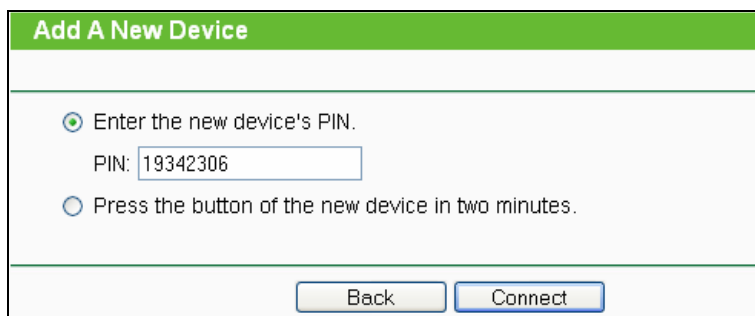 Add A New Device
Enter the new device's PIN.
PIN: 19342306
Press the button of the new device in two minutes.
Back Connect